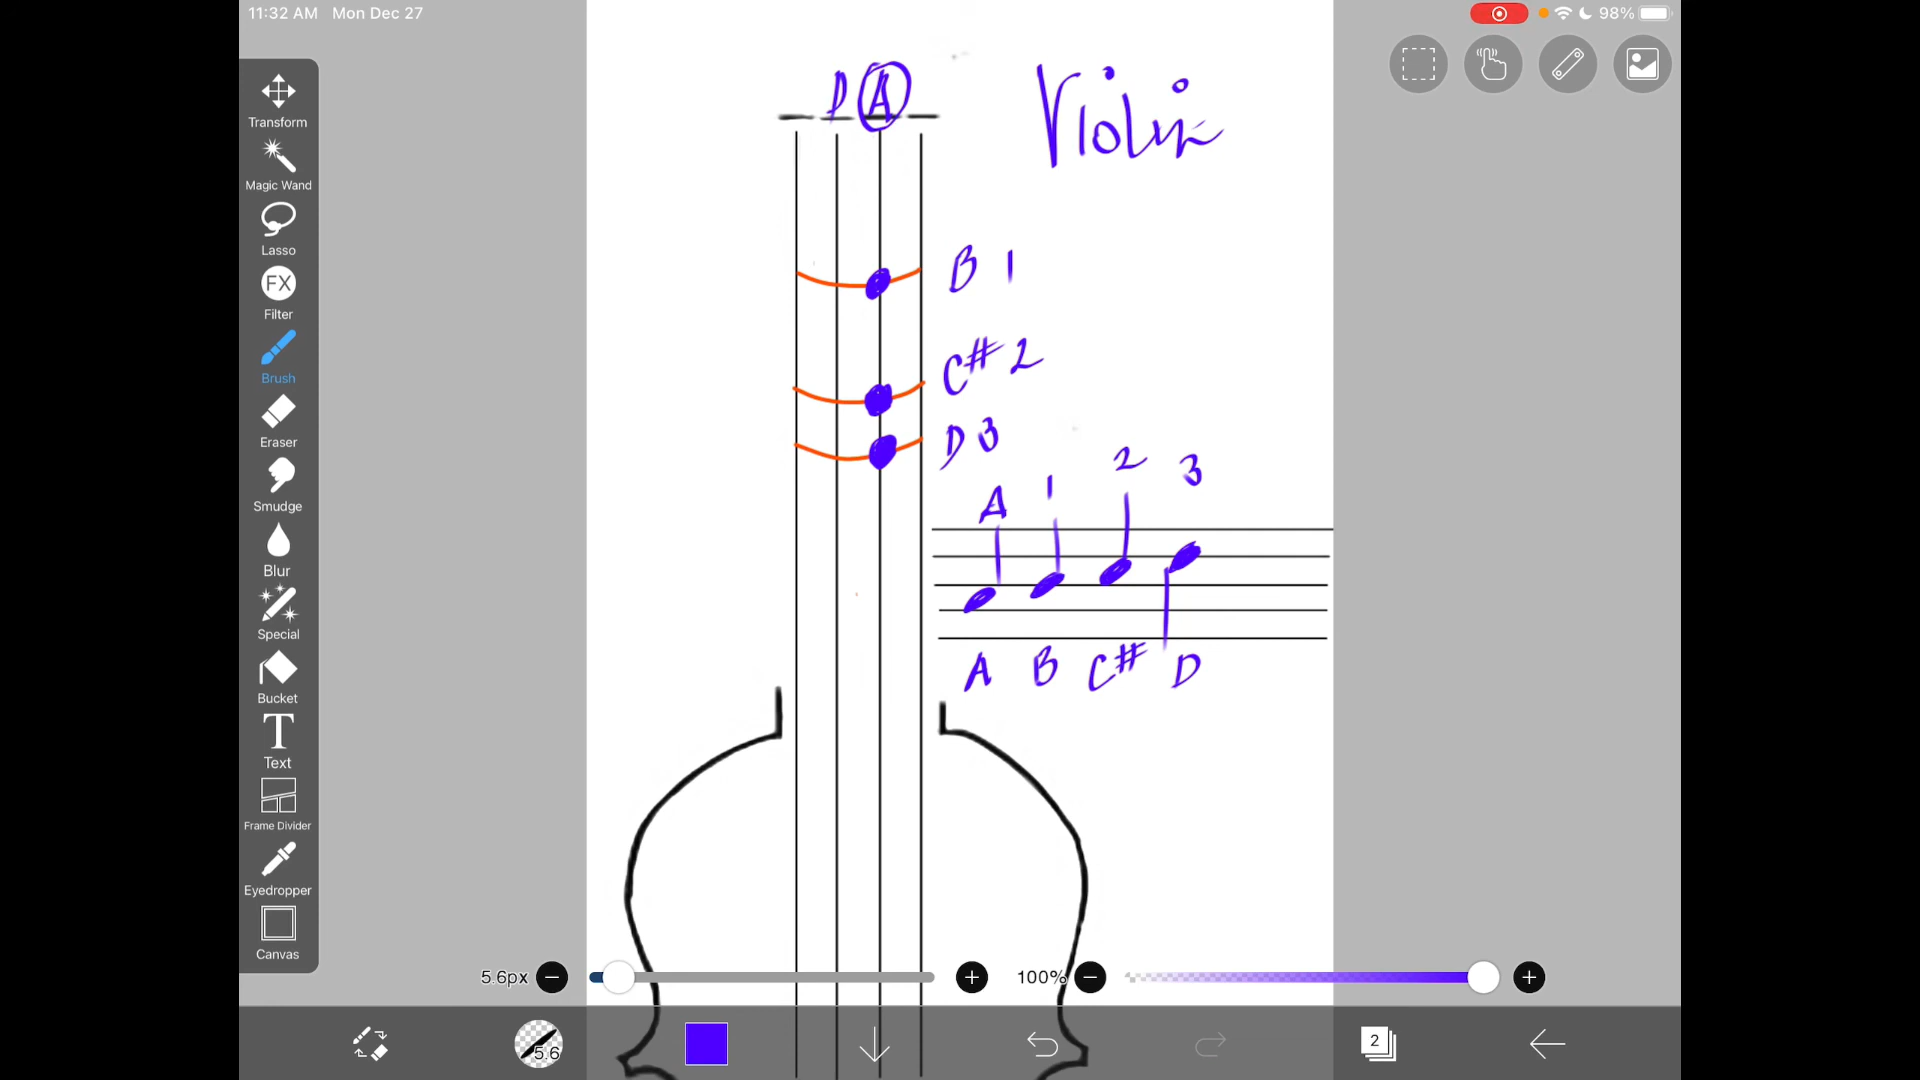 11:32 AM Mon Dec 27
98%
Transform
Magic Wand
Lasso
FX
Filter
Brush
Eraser
Smudge
Blur
Special
Bucket
T
Text
Frame Divider
Eyedropper
Canvas
D A
Violin
B 1
C# 2
D 3
A 1 2 3
A B C# D
5.6px
100%
5.6
2